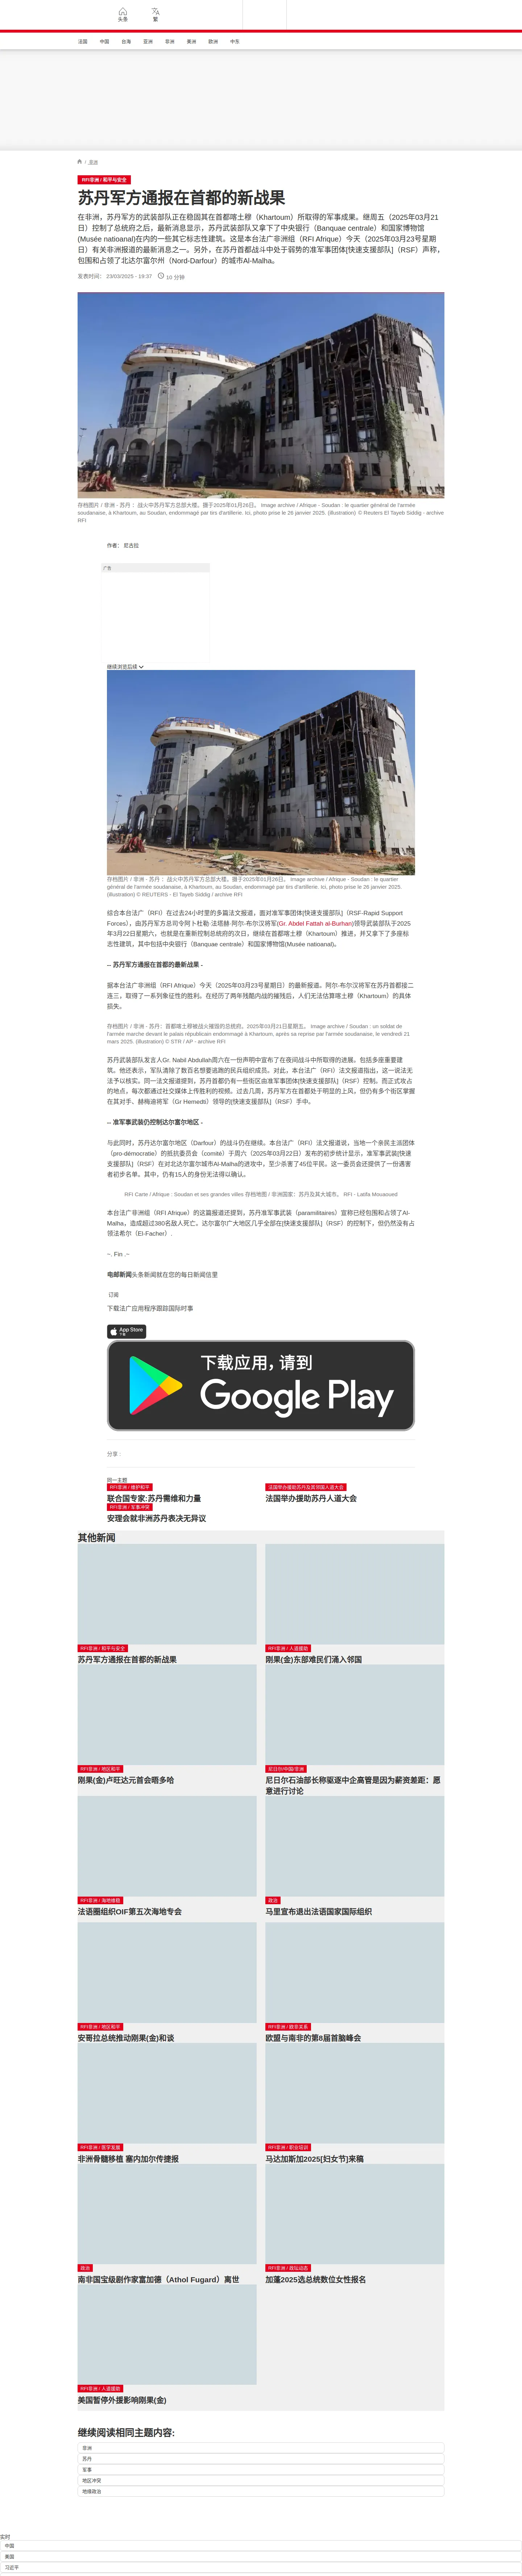 头条
繁
法国
中国
台海
亚洲
非洲
美洲
欧洲
中东
/ 非洲
RFI非洲 / 和平与安全
苏丹军方通报在首都的新战果
在非洲，苏丹军方的武装部队正在稳固其在首都喀土穆（Khartoum）所取得的军事成果。继周五（2025年03月21
日）控制了总统府之后，最新消息显示，苏丹武装部队又拿下了中央银行（Banquae centrale）和国家博物馆
(Musée natioanal)在内的一些其它标志性建筑。这是本台法广非洲组（RFI Afrique）今天（2025年03月23号星期
日）有关非洲报道的最新消息之一。另外，在苏丹首都战斗中处于弱势的准军事团体[快速支援部队]（RSF）声称，
包围和占领了北达尔富尔州（Nord-Darfour）的城市Al-Malha。
发表时间： 23/03/2025 - 19:37
10 分钟
存档图片 / 非洲 - 苏丹 ：战火中苏丹军方总部大楼。摄于2025年01月26日。 Image archive / Afrique - Soudan : le quartier général de l'armée
soudanaise, à Khartoum, au Soudan, endommagé par tirs d'artillerie. Ici, photo prise le 26 janvier 2025. (illustration) © Reuters El Tayeb Siddig - archive
RFI
作者： 尼古拉
广告
继续浏览后续
存档图片 / 非洲 - 苏丹 ：战火中苏丹军方总部大楼。摄于2025年01月26日。 Image archive / Afrique - Soudan : le quartier
général de l'armée soudanaise, à Khartoum, au Soudan, endommagé par tirs d'artillerie. Ici, photo prise le 26 janvier 2025.
(illustration) © REUTERS - El Tayeb Siddig / archive RFI
综合本台法广（RFI）在过去24小时里的多篇法文报道，面对准军事团体[快速支援部队]（RSF-Rapid Support
Forces），由苏丹军方总司令阿卜杜勒·法塔赫·阿尔-布尔汉将军(Gr. Abdel Fattah al-Burhan)领导武装部队于2025
年3月22日星期六，也就是在重新控制总统府的次日，继续在首都喀土穆（Khartoum）推进，并又拿下了多座标
志性建筑，其中包括中央银行（Banquae centrale）和国家博物馆(Musée natioanal)。
-- 苏丹军方通报在首都的最新战果 -
据本台广非洲组（RFI Afrique）今天（2025年03月23号星期日）的最新报道。阿尔-布尔汉将军在苏丹首都接二
连三，取得了一系列象征性的胜利。在经历了两年残酷内战的摧残后，人们无法估算喀土穆（Khartoum）的具体
损失。
存档图片 / 非洲 - 苏丹：首都喀土穆被战火摧毁的总统府。2025年03月21日星期五。 Image archive / Soudan : un soldat de
l'armée marche devant le palais républicain endommagé à Khartoum, après sa reprise par l'armée soudanaise, le vendredi 21
mars 2025. (illustration) © STR / AP - archive RFI
苏丹武装部队发言人Gr. Nabil Abdullah周六在一份声明中宣布了在夜间战斗中所取得的进展。包括多座重要建
筑。他还表示，军队清除了数百名想要逃跑的民兵组织成员。对此，本台法广（RFI）法文报道指出，这一说法无
法予以核实。同一法文报道提到，苏丹首都仍有一些街区由准军事团体[快速支援部队]（RSF）控制。而正式攻占
的地点，每次都通过社交媒体上传胜利的视频。过去几周，苏丹军方在首都处于明显的上风，但仍有多个街区掌握
在其对手、赫梅迪将军（Gr Hemedti）领导的[快速支援部队]（RSF）手中。
-- 准军事武装仍控制达尔富尔地区 -
与此同时，苏丹达尔富尔地区（Darfour）的战斗仍在继续。本台法广（RFI）法文报道说，当地一个亲民主派团体
（pro-démocratie）的抵抗委员会（comité）于周六（2025年03月22日）发布的初步统计显示，准军事武装[快速
支援部队]（RSF）在对北达尔富尔城市Al-Malha的进攻中，至少杀害了45位平民。这一委员会还提供了一份遇害
者初步名单。其中，仍有15人的身份无法得以确认。
RFI Carte / Afrique : Soudan et ses grandes villes 存档地图 / 非洲国家：苏丹及其大城市。 RFI - Latifa Mouaoued
本台法广非洲组（RFI Afrique）的这篇报道还提到，苏丹准军事武装（paramilitaires）宣称已经包围和占领了Al-
Malha，造成超过380名敌人死亡。达尔富尔广大地区几乎全部在[快速支援部队]（RSF）的控制下，但仍然没有占
领法希尔（El-Facher）.
~. Fin .~
电邮新闻头条新闻就在您的每日新闻信里
订阅
下载法广应用程序跟踪国际时事
App Store
下载
下载应用，请到
Google Play
分享 :
同一主题
RFI非洲 / 维护和平
联合国专家:苏丹需维和力量
法国举办援助苏丹及其邻国人道大会
法国举办援助苏丹人道大会
RFI非洲 / 军事冲突
安理会就非洲苏丹表决无异议
其他新闻
RFI非洲 / 和平与安全
苏丹军方通报在首都的新战果
RFI非洲 / 人道援助
刚果(金)东部难民们涌入邻国
RFI非洲 / 地区和平
刚果(金)卢旺达元首会晤多哈
尼日尔/中国/非洲
尼日尔石油部长称驱逐中企高管是因为薪资差距：愿
意进行讨论
RFI非洲 / 海地维稳
法语圈组织OIF第五次海地专会
政治
马里宣布退出法语国家国际组织
RFI非洲 / 地区和平
安哥拉总统推动刚果(金)和谈
RFI非洲 / 欧非关系
欧盟与南非的第8届首脑峰会
RFI非洲 / 医学发展
非洲骨髓移植 塞内加尔传捷报
RFI非洲 / 职业培训
马达加斯加2025[妇女节]来稿
政治
南非国宝级剧作家富加德（Athol Fugard）离世
RFI非洲 / 政坛动态
加蓬2025选总统数位女性报名
RFI非洲 / 人道援助
美国暂停外援影响刚果(金)
继续阅读相同主题内容:
非洲
苏丹
军事
地区冲突
地缘政治
实时
中国
美国
习近平